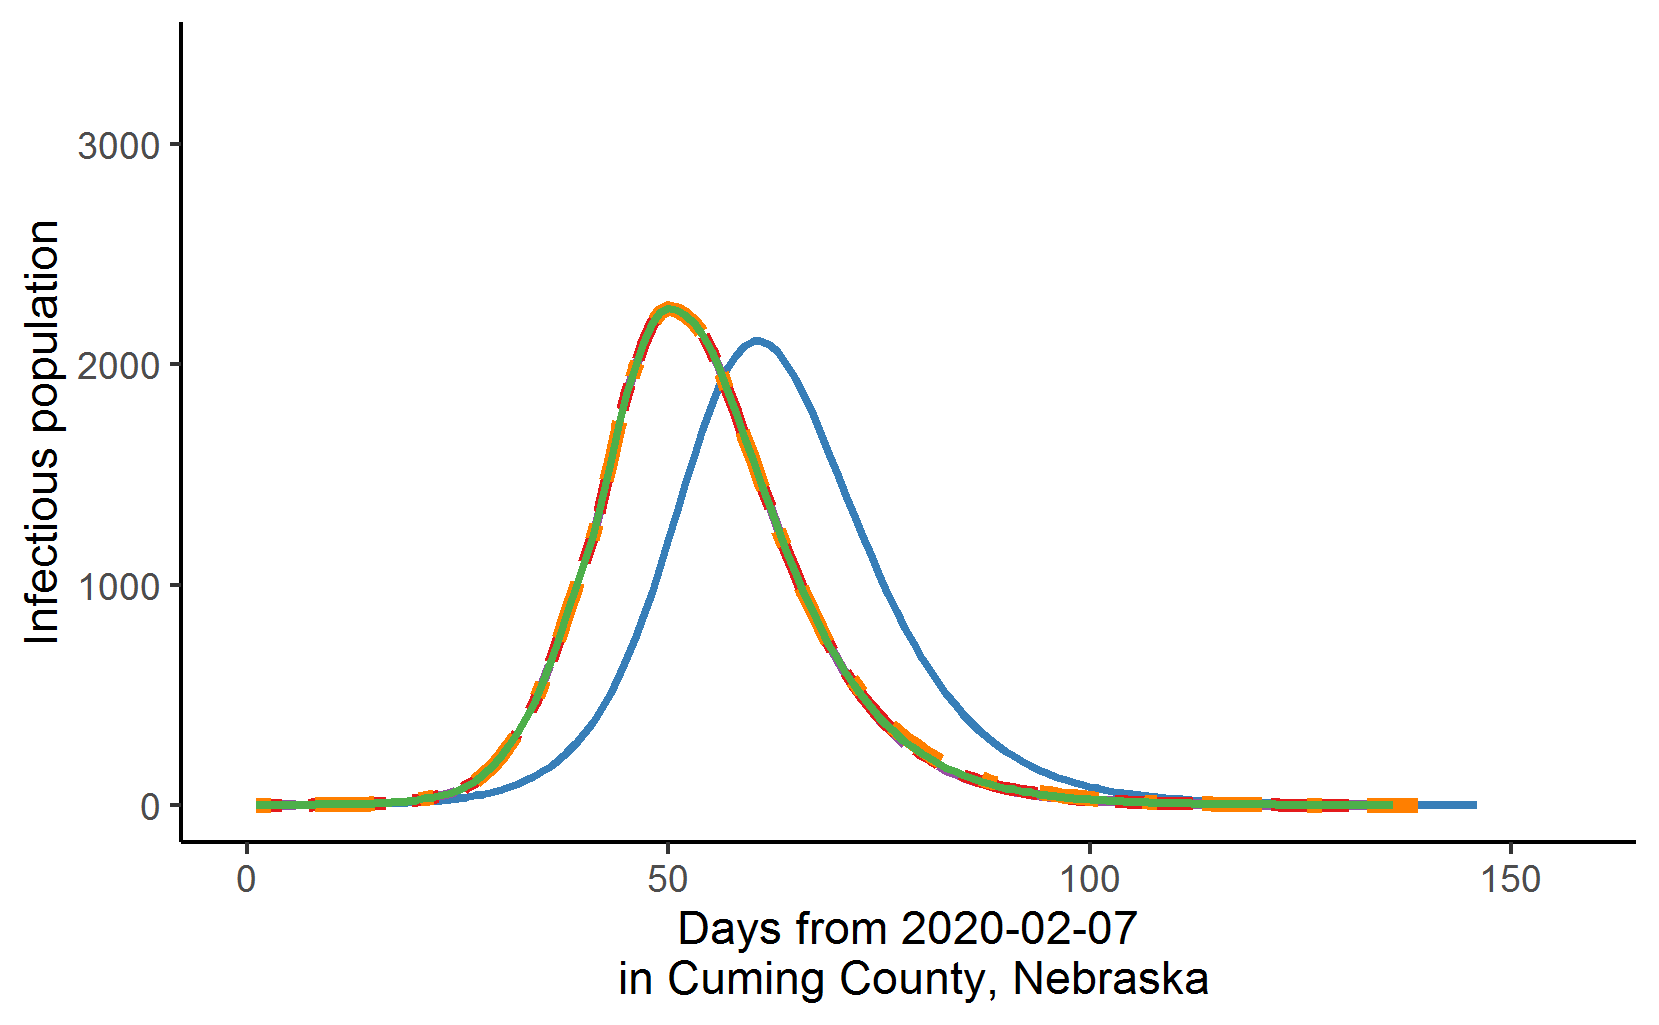 Infectious population
3000
2000
1000
0
0 50 100 150
Days from 2020-02-07
in Cuming County, Nebraska